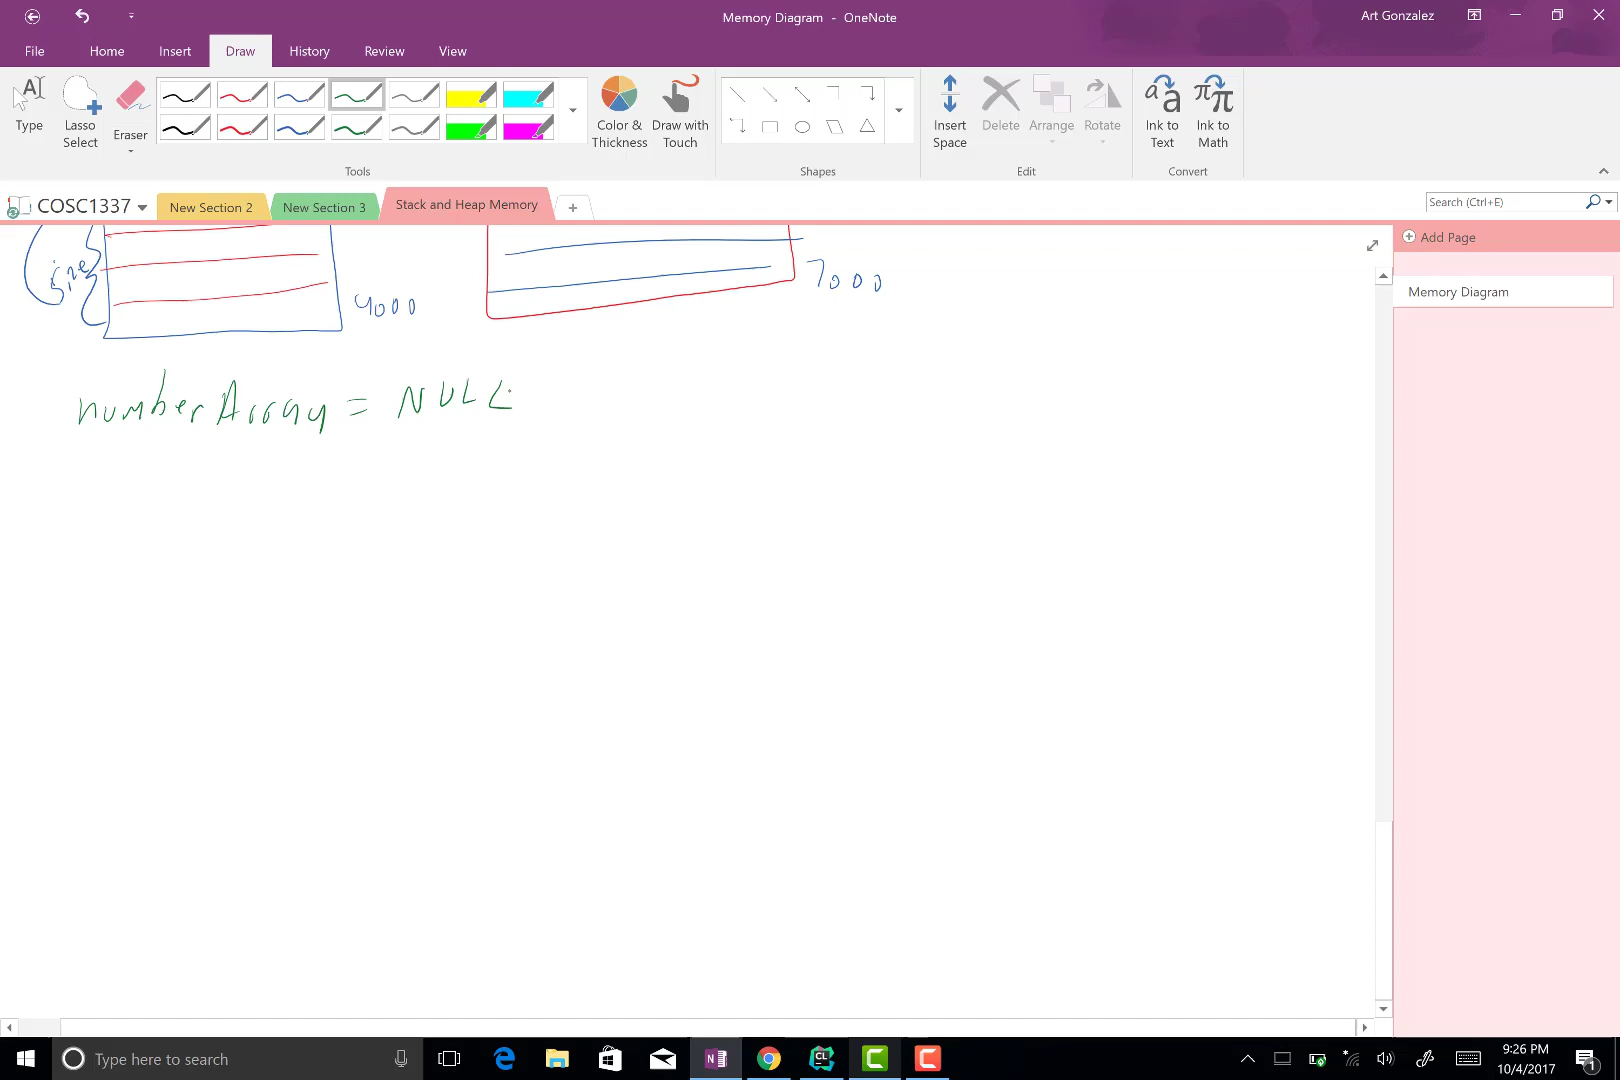 Memory Diagram - OneNote
Art Gonzalez
File Home Insert Draw History Review View
Type
Lasso Select
Eraser
Color & Thickness
Draw with Touch
Insert Space
Delete
Arrange
Rotate
Ink to Text
Ink to Math
Tools Shapes Edit Convert
COSC1337 New Section 2 New Section 3 Stack and Heap Memory
Search (Ctrl+E)
Add Page
Memory Diagram
size
4000
7000
numberArray = NULL
Type here to search
9:26 PM
10/4/2017